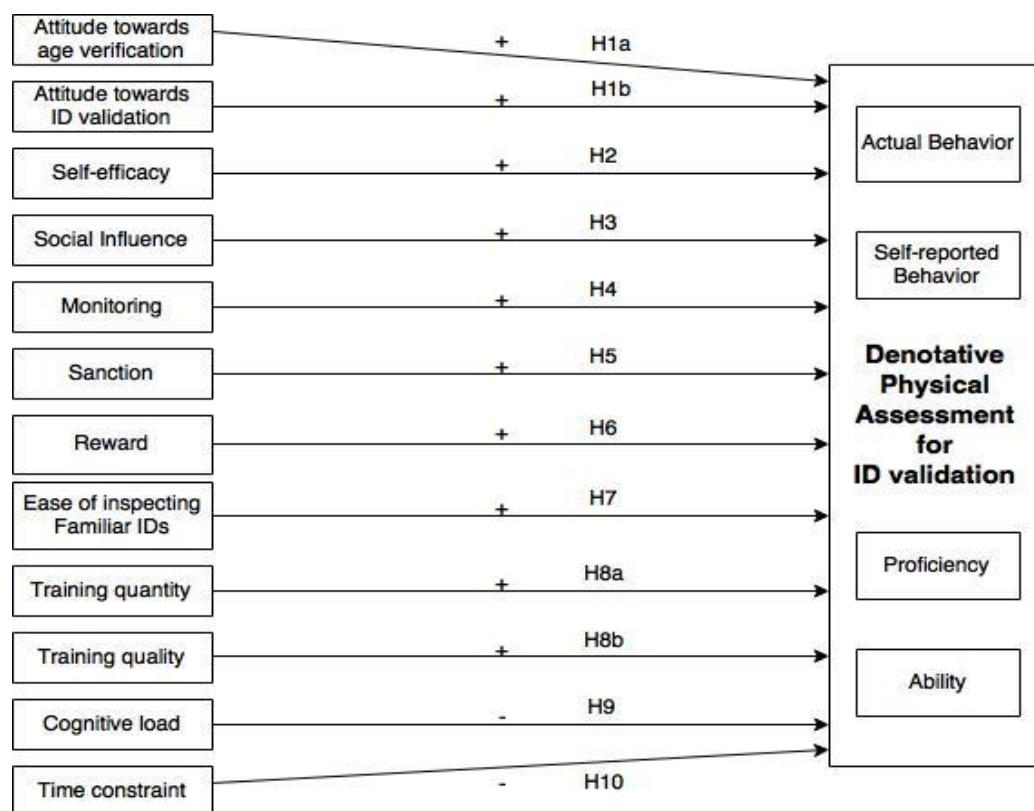 Attitude towards
age verification
+ H1a
Attitude towards
ID validation
+ H1b
Self-efficacy
+ H2
Social Influence
+ H3
Monitoring
+ H4
Sanction
+ H5
Reward
+ H6
Ease of inspecting
Familiar IDs
+ H7
Training quantity
+ H8a
Training quality
+ H8b
Cognitive load
- H9
Time constraint
- H10
Actual Behavior
Self-reported
Behavior
Denotative
Physical
Assessment
for
ID validation
Proficiency
Ability